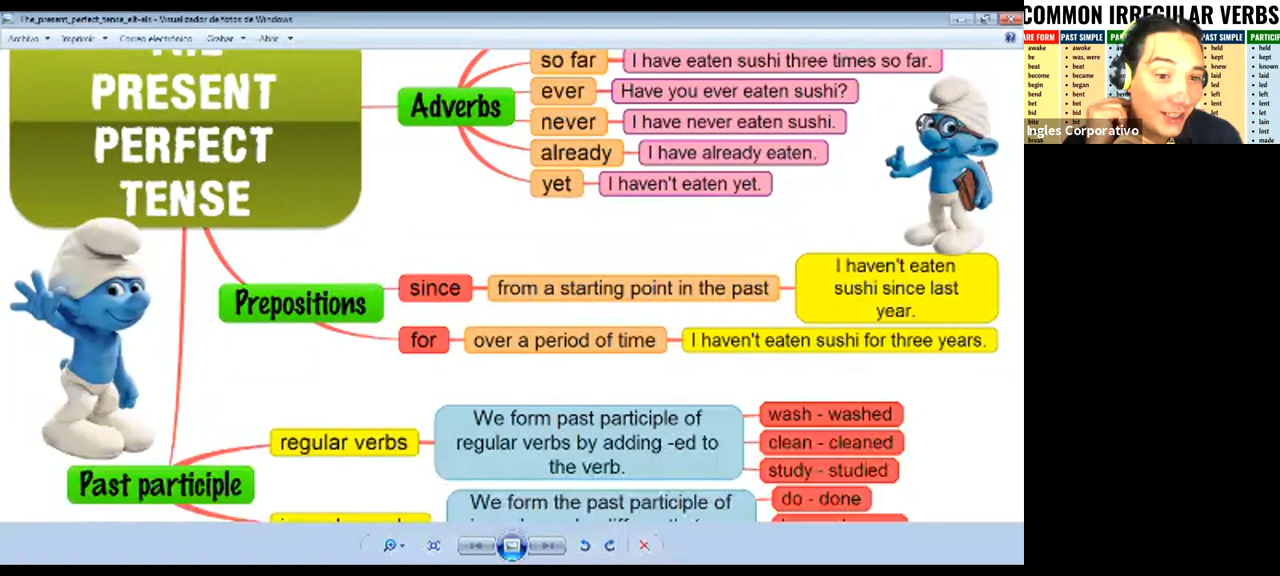 The_present_perfect_tense_elt-els - Visualizador de fotos de Windows
Archivo
Imprimir
Correo electrónico
Grabar
Abrir
PRESENT
PERFECT
TENSE
Adverbs
so far
I have eaten sushi three times so far.
ever
Have you ever eaten sushi?
never
I have never eaten sushi.
already
I have already eaten.
yet
I haven't eaten yet.
Prepositions
since
from a starting point in the past
I haven't eaten
sushi since last
year.
for
over a period of time
I haven't eaten sushi for three years.
Past participle
regular verbs
We form past participle of
regular verbs by adding -ed to
the verb.
wash - washed
clean - cleaned
study - studied
We form the past participle of
do - done
COMMON IRREGULAR VERBS
PAST SIMPLE
awake
awoke
be
was, were
beat
beat
become
became
begin
began
bend
bent
bet
bet
bid
bid
bite
bit
break
held
held
kept
kept
knew
known
laid
laid
led
led
left
left
lent
lent
let
let
lain
lost
made
Ingles Corporativo